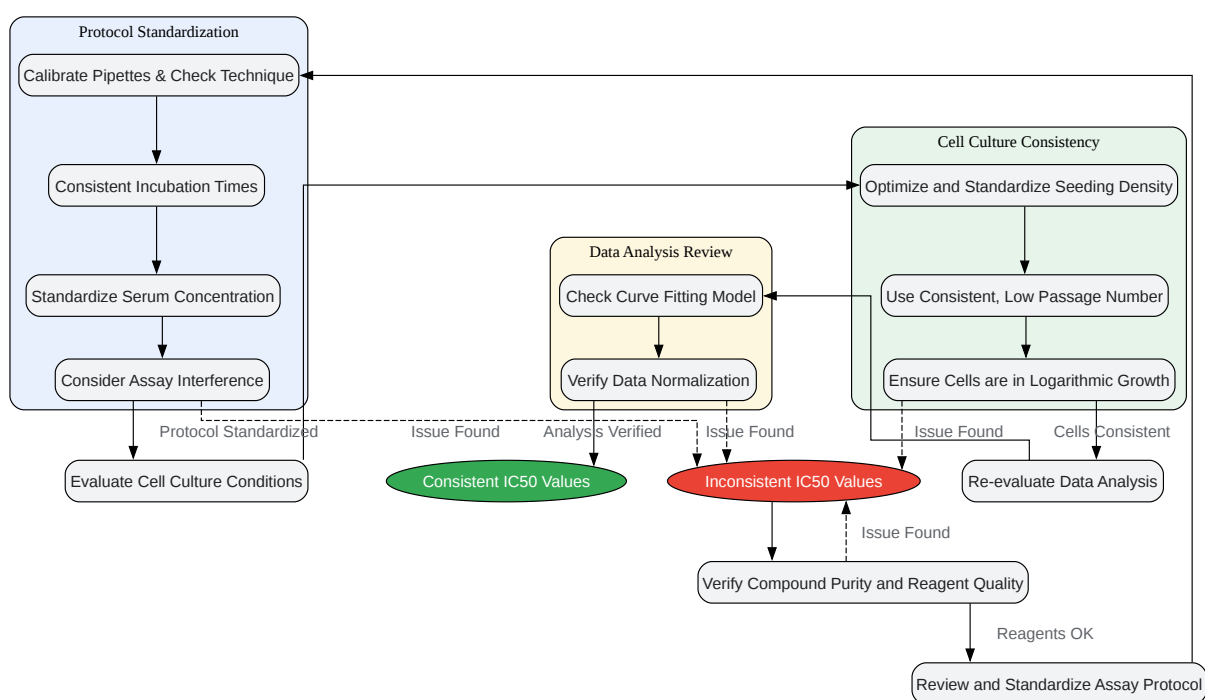 Protocol Standardization
Calibrate Pipettes & Check Technique
Cell Culture Consistency
Consistent Incubation Times
Optimize and Standardize Seeding Density
Data Analysis Review
Standardize Serum Concentration
Check Curve Fitting Model
Use Consistent, Low Passage Number
Consider Assay Interference
Verify Data Normalization
Ensure Cells are in Logarithmic Growth
Protocol Standardized
Issue Found
Analysis Verified
Issue Found
Issue Found
Cells Consistent
Evaluate Cell Culture Conditions
Consistent IC50 Values
Inconsistent IC50 Values
Re-evaluate Data Analysis
Issue Found
Verify Compound Purity and Reagent Quality
Reagents OK
Review and Standardize Assay Protocol